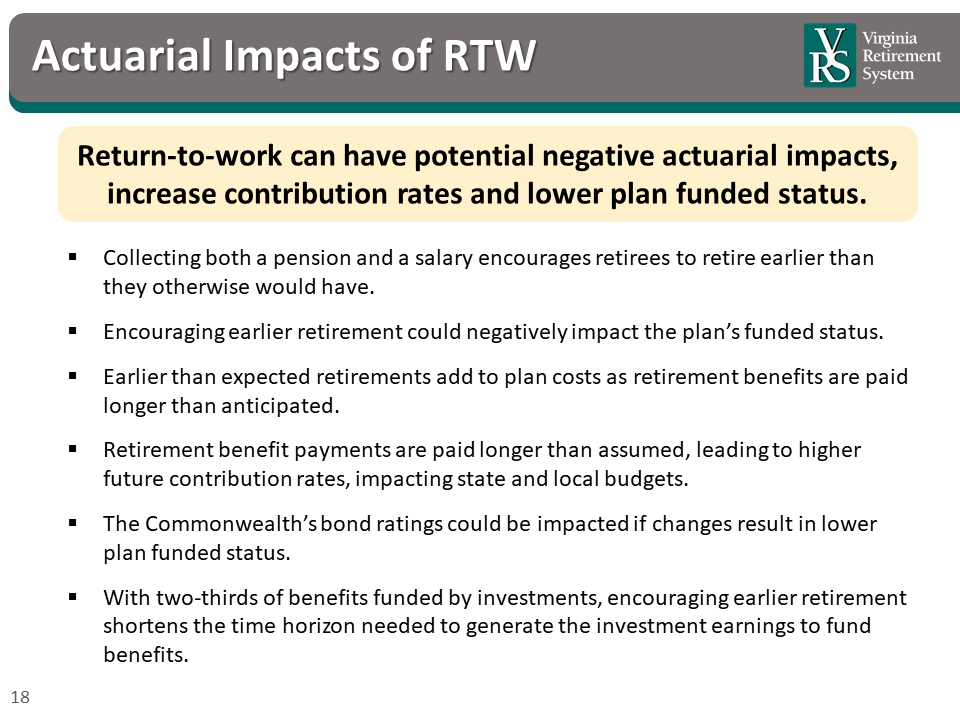 Actuarial Impacts of RTW
VRS
Virginia
Retirement
System
Return-to-work can have potential negative actuarial impacts,
increase contribution rates and lower plan funded status.
▪ Collecting both a pension and a salary encourages retirees to retire earlier than
they otherwise would have.
▪ Encouraging earlier retirement could negatively impact the plan’s funded status.
▪ Earlier than expected retirements add to plan costs as retirement benefits are paid
longer than anticipated.
▪ Retirement benefit payments are paid longer than assumed, leading to higher
future contribution rates, impacting state and local budgets.
▪ The Commonwealth’s bond ratings could be impacted if changes result in lower
plan funded status.
▪ With two-thirds of benefits funded by investments, encouraging earlier retirement
shortens the time horizon needed to generate the investment earnings to fund
benefits.
18